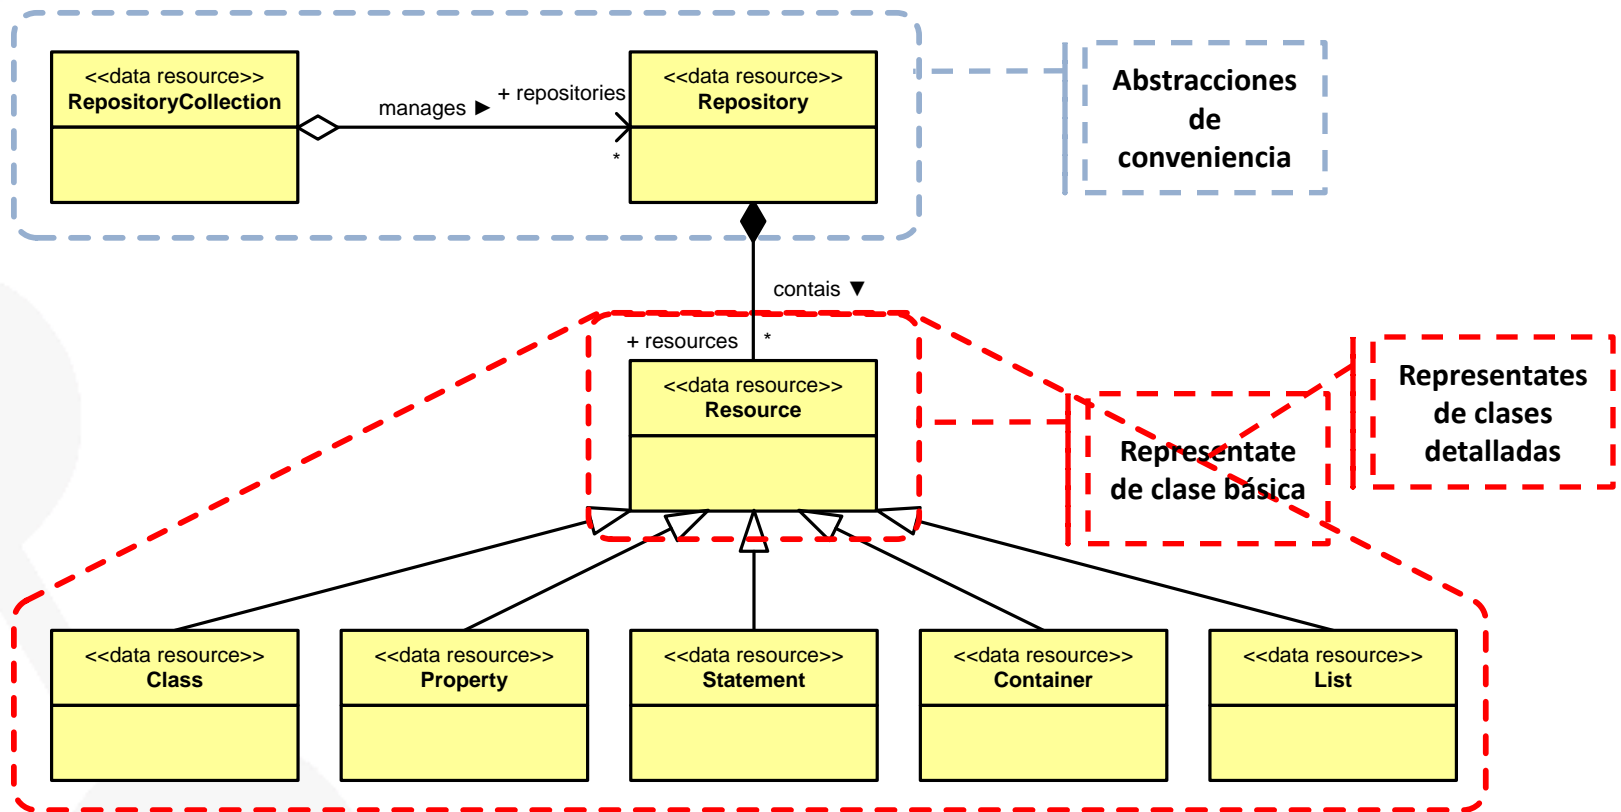 <<data resource>>
RepositoryCollection
manages ►
+ repositories
*
<<data resource>>
Repository
Abstracciones
de
conveniencia
contais ▼
+ resources
*
<<data resource>>
Resource
Representate
de clase básica
Representates
de clases
detalladas
<<data resource>>
Class
<<data resource>>
Property
<<data resource>>
Statement
<<data resource>>
Container
<<data resource>>
List